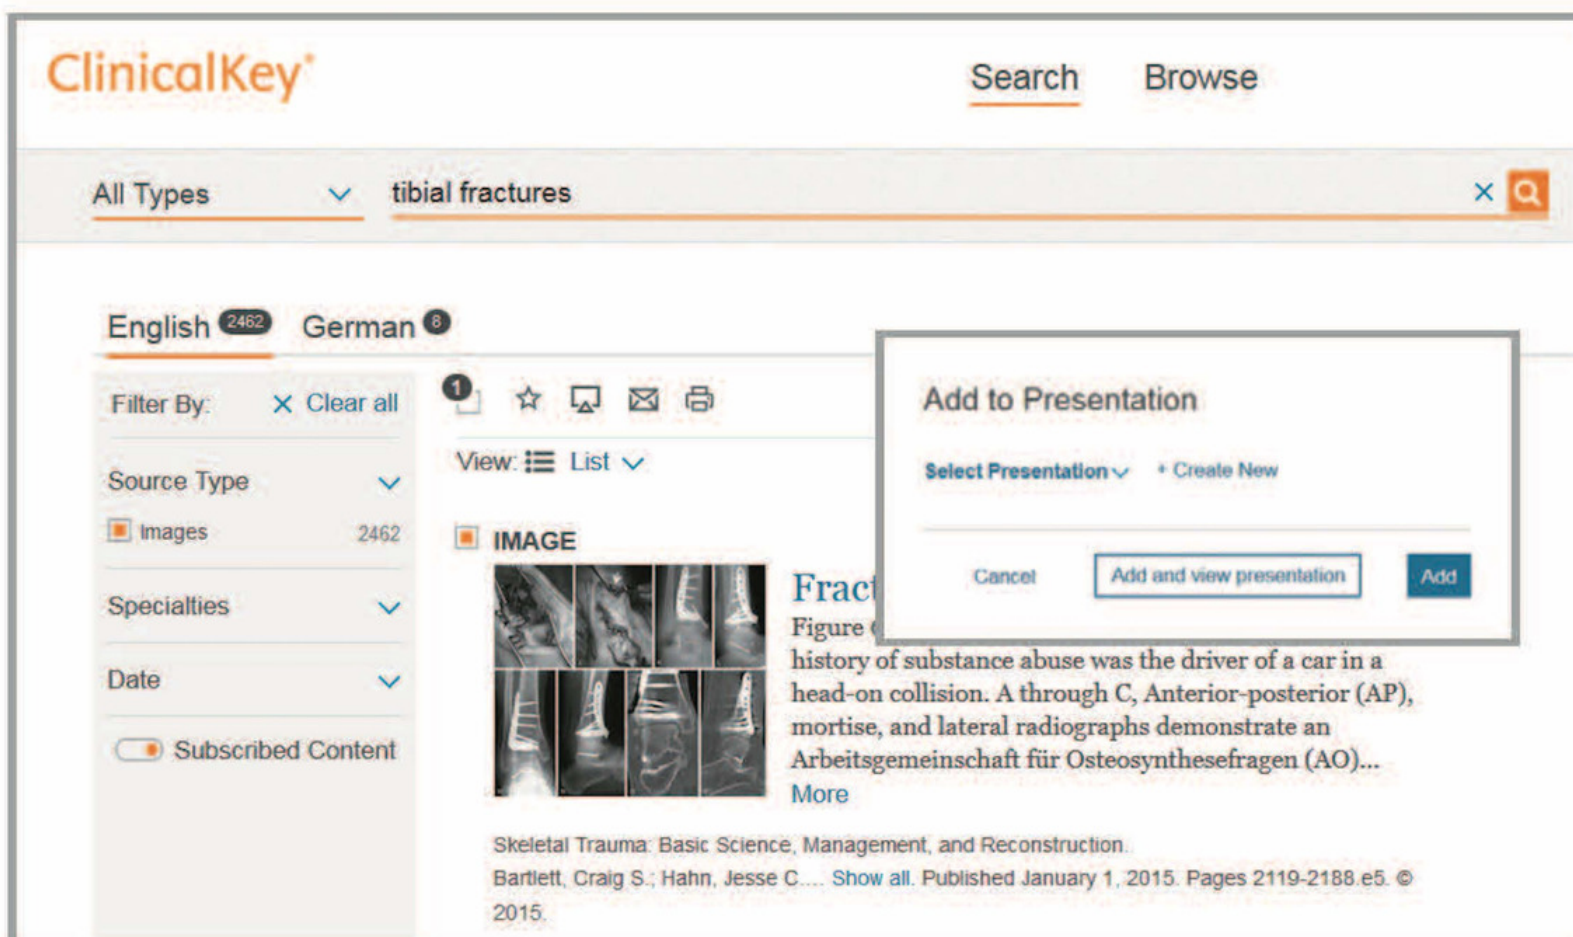 ClinicalKey®
Search Browse
All Types tibial fractures
English 2462 German 8
Filter By: Clear all
1
View: List
Source Type
Images 2462
Specialties
Date
Subscribed Content
Add to Presentation
Select Presentation + Create New
Cancel Add and view presentation Add
IMAGE
Fract
Figure
history of substance abuse was the driver of a car in a
head-on collision. A through C, Anterior-posterior (AP),
mortise, and lateral radiographs demonstrate an
Arbeitsgemeinschaft für Osteosynthesefragen (AO)...
More
Skeletal Trauma: Basic Science, Management, and Reconstruction.
Bartlett, Craig S.; Hahn, Jesse C.... Show all. Published January 1, 2015. Pages 2119-2188.e5. ©
2015.